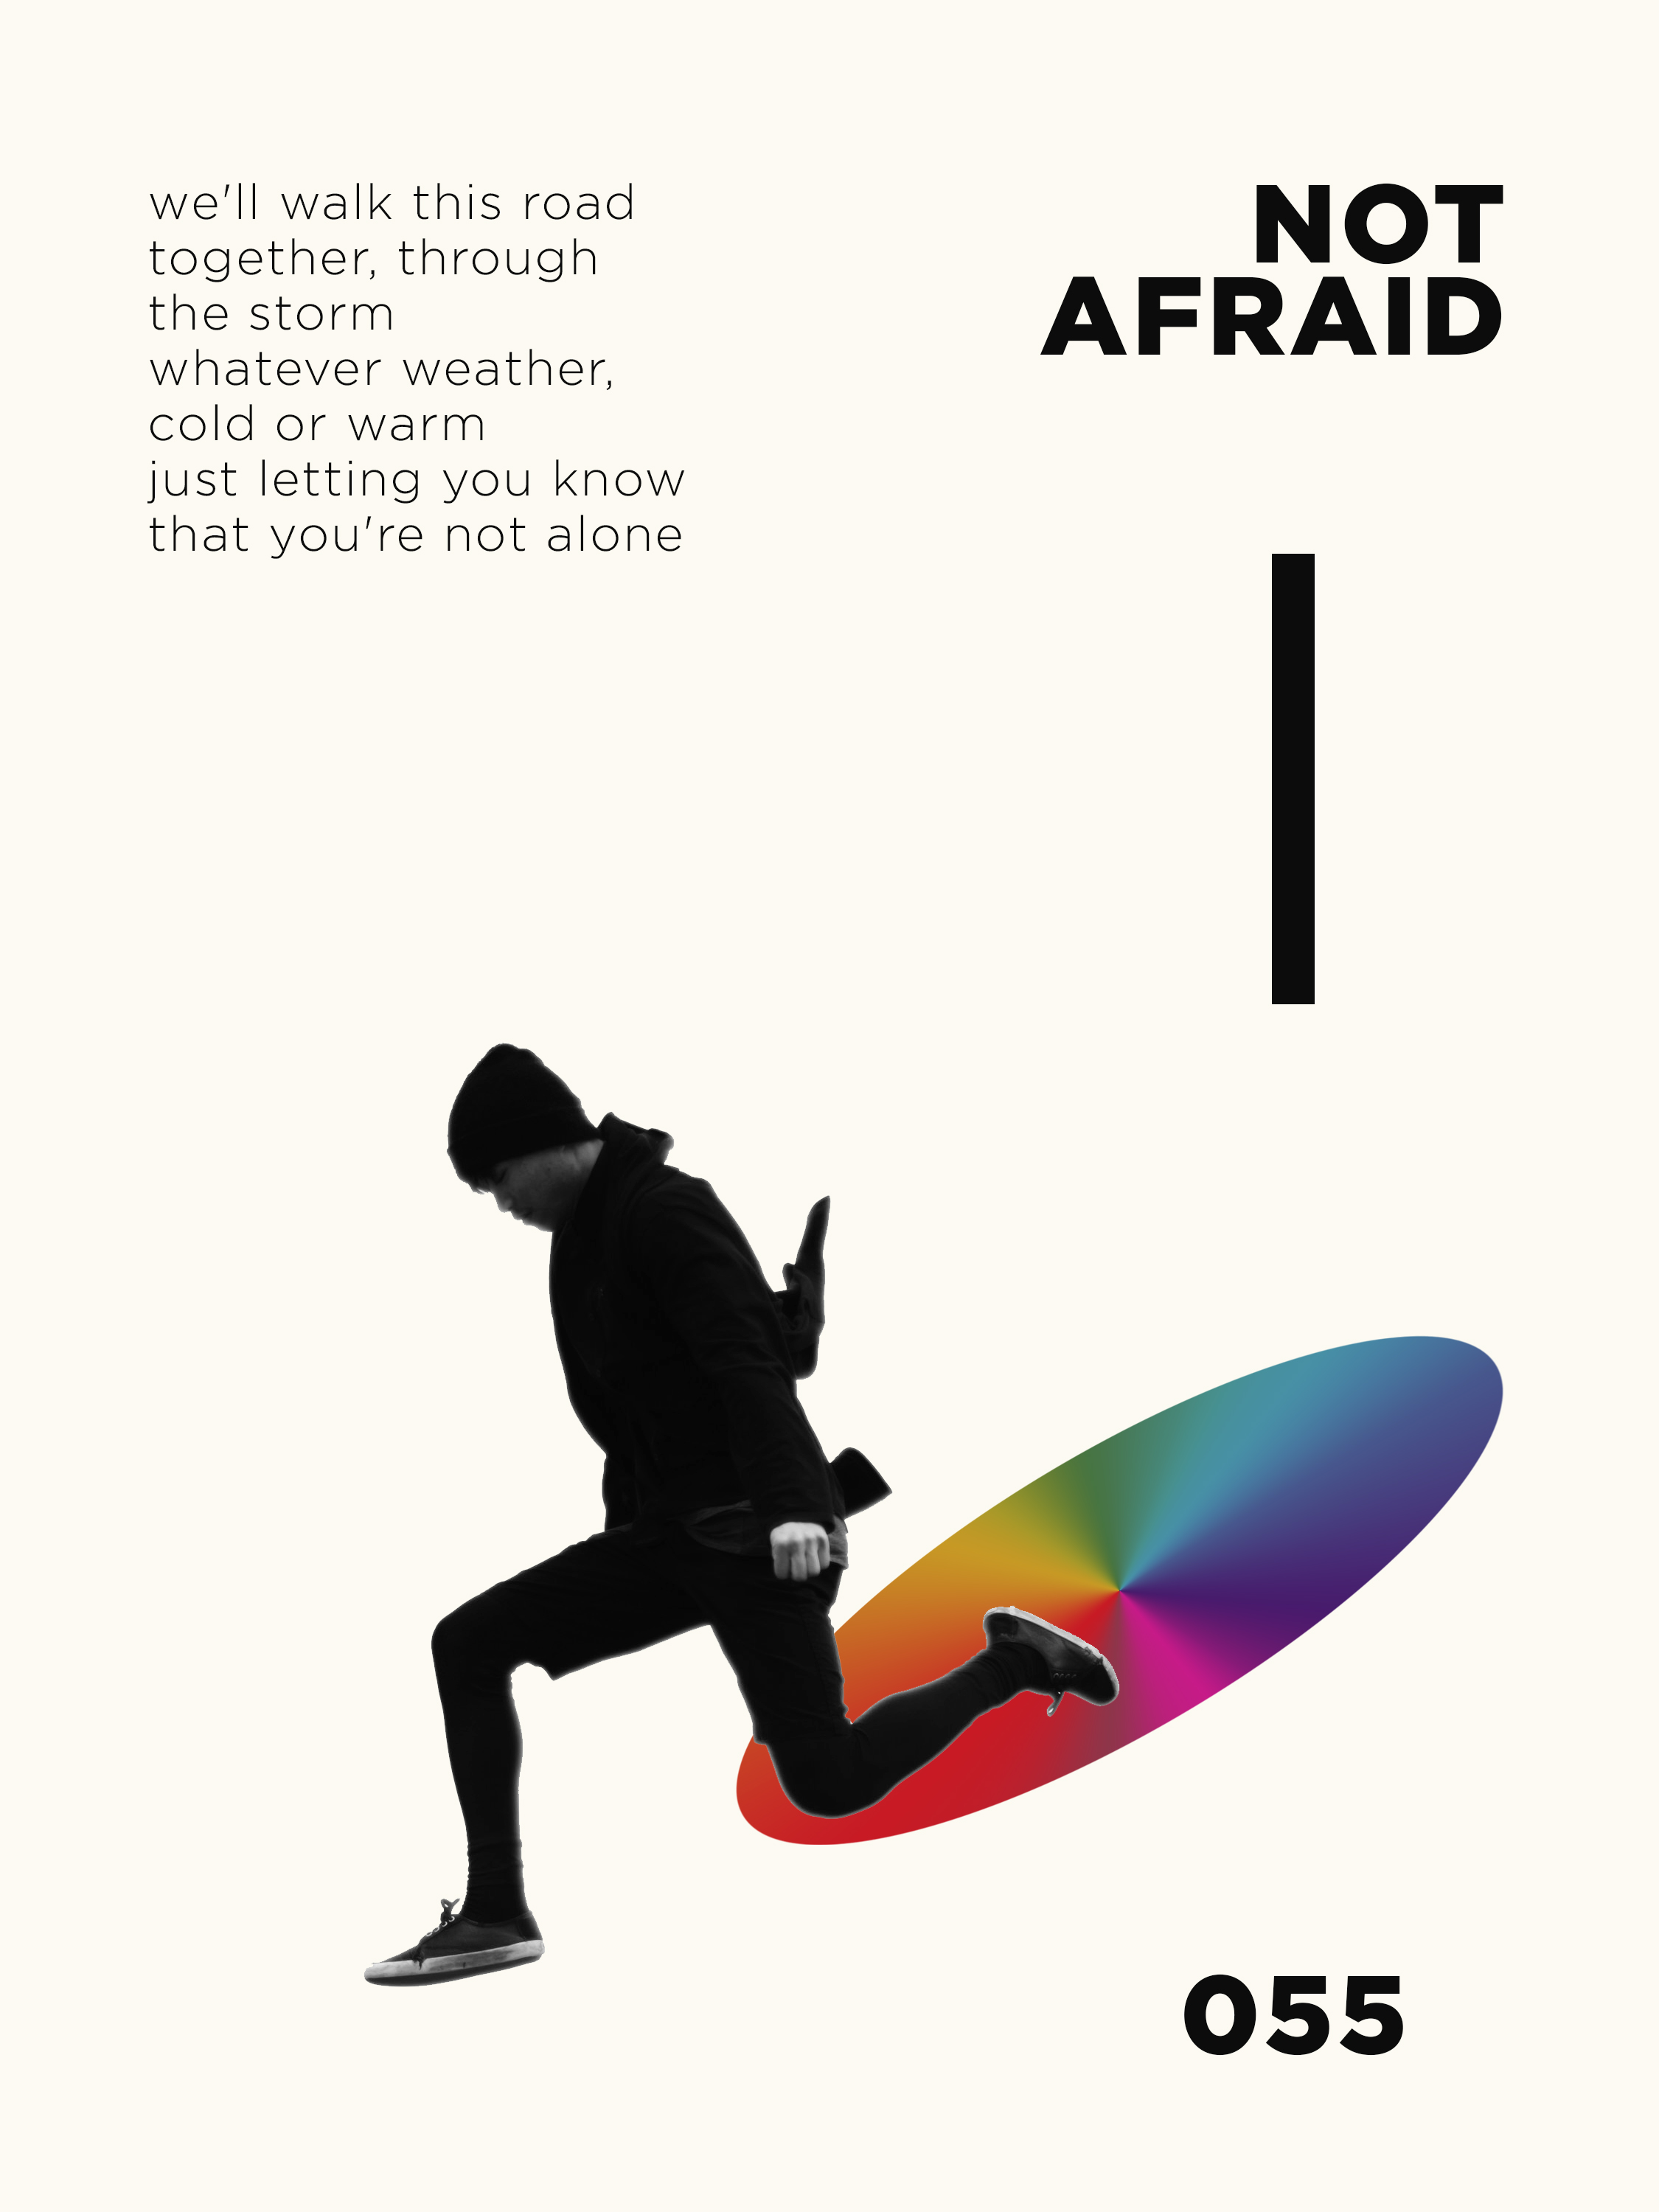 we'll walk this road
together, through
the storm
whatever weather,
cold or warm
just letting you know
that you're not alone
NOT
AFRAID
055